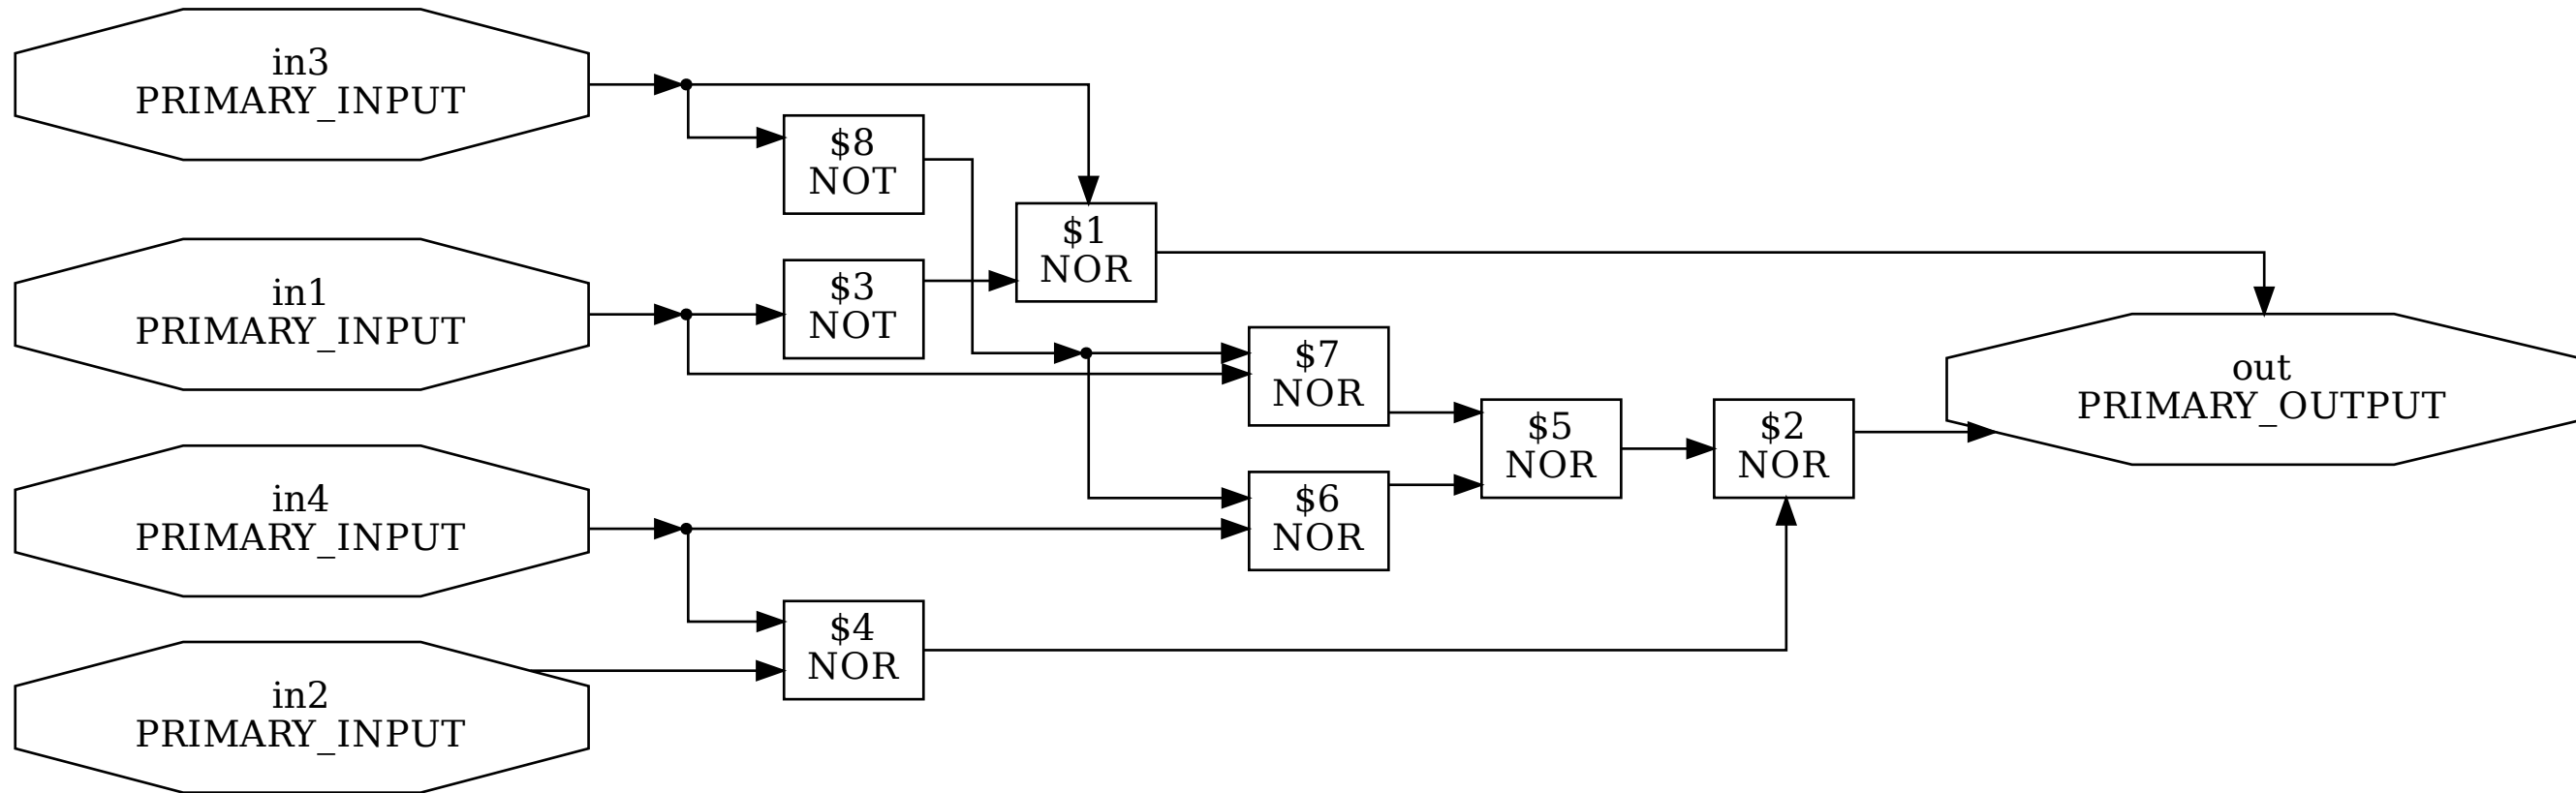 in3
PRIMARY_INPUT
$8
NOT
$1
NOR
in1
PRIMARY_INPUT
$3
NOT
$7
NOR
out
PRIMARY_OUTPUT
$5
NOR
$2
NOR
in4
PRIMARY_INPUT
$6
NOR
$4
NOR
in2
PRIMARY_INPUT